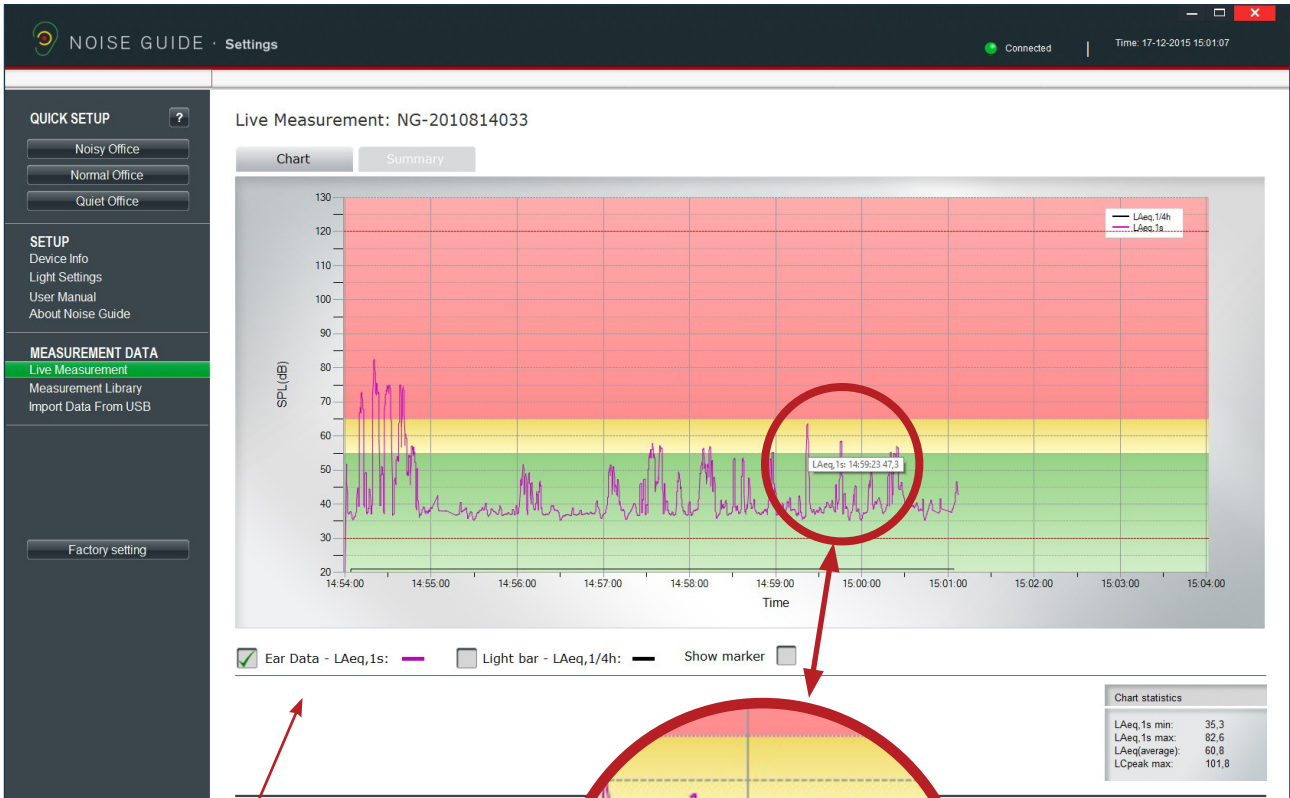 NOISE GUIDE · Settings
Connected
Time: 17-12-2015 15:01:07
QUICK SETUP ?
Noisy Office
Normal Office
Quiet Office
SETUP
Device Info
Light Settings
User Manual
About Noise Guide
MEASUREMENT DATA
Live Measurement
Measurement Library
Import Data From USB
Factory setting
Live Measurement: NG-2010814033
Chart Summary
130
120
110
100
90
80
70
60
50
40
30
20
SPL(dB)
LAeq,1/4h
LAeq,1s
LAeq,1s: 14:59:23 47,3
14:54:00 14:55:00 14:56:00 14:57:00 14:58:00 14:59:00 15:00:00 15:01:00 15:02:00 15:03:00 15:04:00
Time
Ear Data - LAeq,1s: Light bar - LAeq,1/4h: Show marker
Chart statistics
LAeq,1s min: 35,3
LAeq,1s max: 82,6
LAeq(average): 60,8
LCpeak max: 101,8